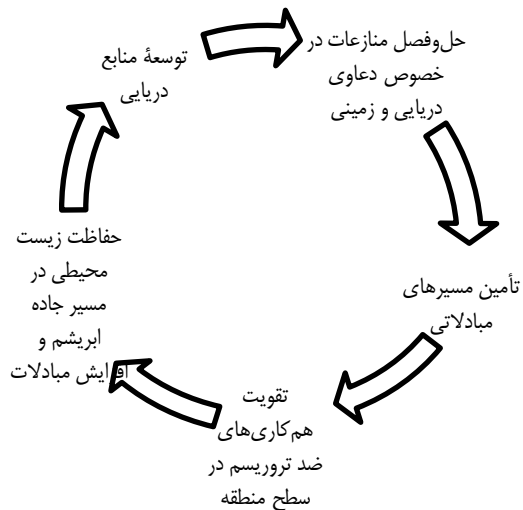 حل‌وفصل منازعات در
خصوص دعاوی
دریایی و زمینی
تأمین مسیرهای
مبادلاتی
تقویت
هم‌کاری‌های
ضد تروریسم در
سطح منطقه
حفاظت زیست
محیطی در
مسیر جاده
ابریشم و
افزایش مبادلات
توسعهٔ منابع
دریایی